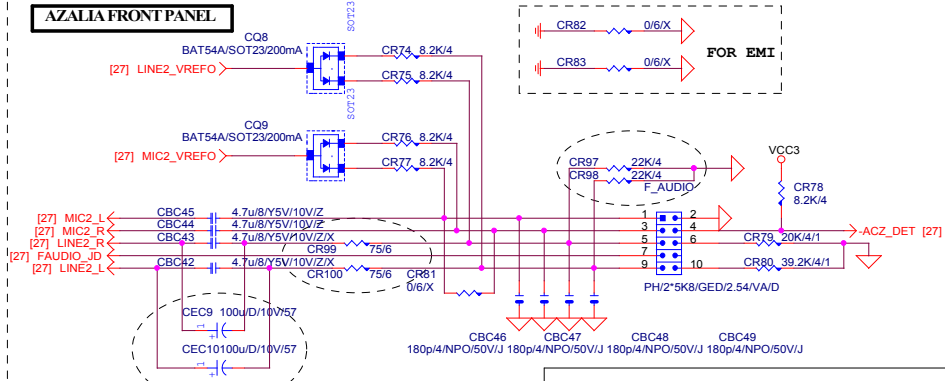 AZALIA FRONT PANEL
SOT23
CQ8
BAT54A/SOT23/200mA
[27] LINE2_VREFO
CR74 8.2K/4
CR75 8.2K/4
SOT23
CR82 0/6/X
CR83 0/6/X
FOR EMI
CQ9
BAT54A/SOT23/200mA
[27] MIC2_VREFO
CR76 8.2K/4
CR77 8.2K/4
CR97 22K/4
CR98 22K/4
F_AUDIO
VCC3
CR78
8.2K/4
[27] MIC2_L CBC45 4.7u/8/Y5V/10V/Z
[27] MIC2_R CBC44 4.7u/8/Y5V/10V/Z
[27] LINE2_R CBC43 4.7u/8/Y5V/10V/Z/X
CR99 75/6
[27] FAUDIO_JD
[27] LINE2_L CBC42 4.7u/8/Y5V/10V/Z/X
CR100 75/6
CR81
0/6/X
1 2
3 4
5 6
7
9 10
-ACZ_DET [27]
CR79 20K/4/1
CR80 39.2K/4/1
PH/2*5K8/GED/2.54/VA/D
CEC9 100u/D/10V/57
1
+
CEC10100u/D/10V/57
1
+
CBC46 CBC47 CBC48 CBC49
180p/4/NPO/50V/J 180p/4/NPO/50V/J 180p/4/NPO/50V/J 180p/4/NPO/50V/J